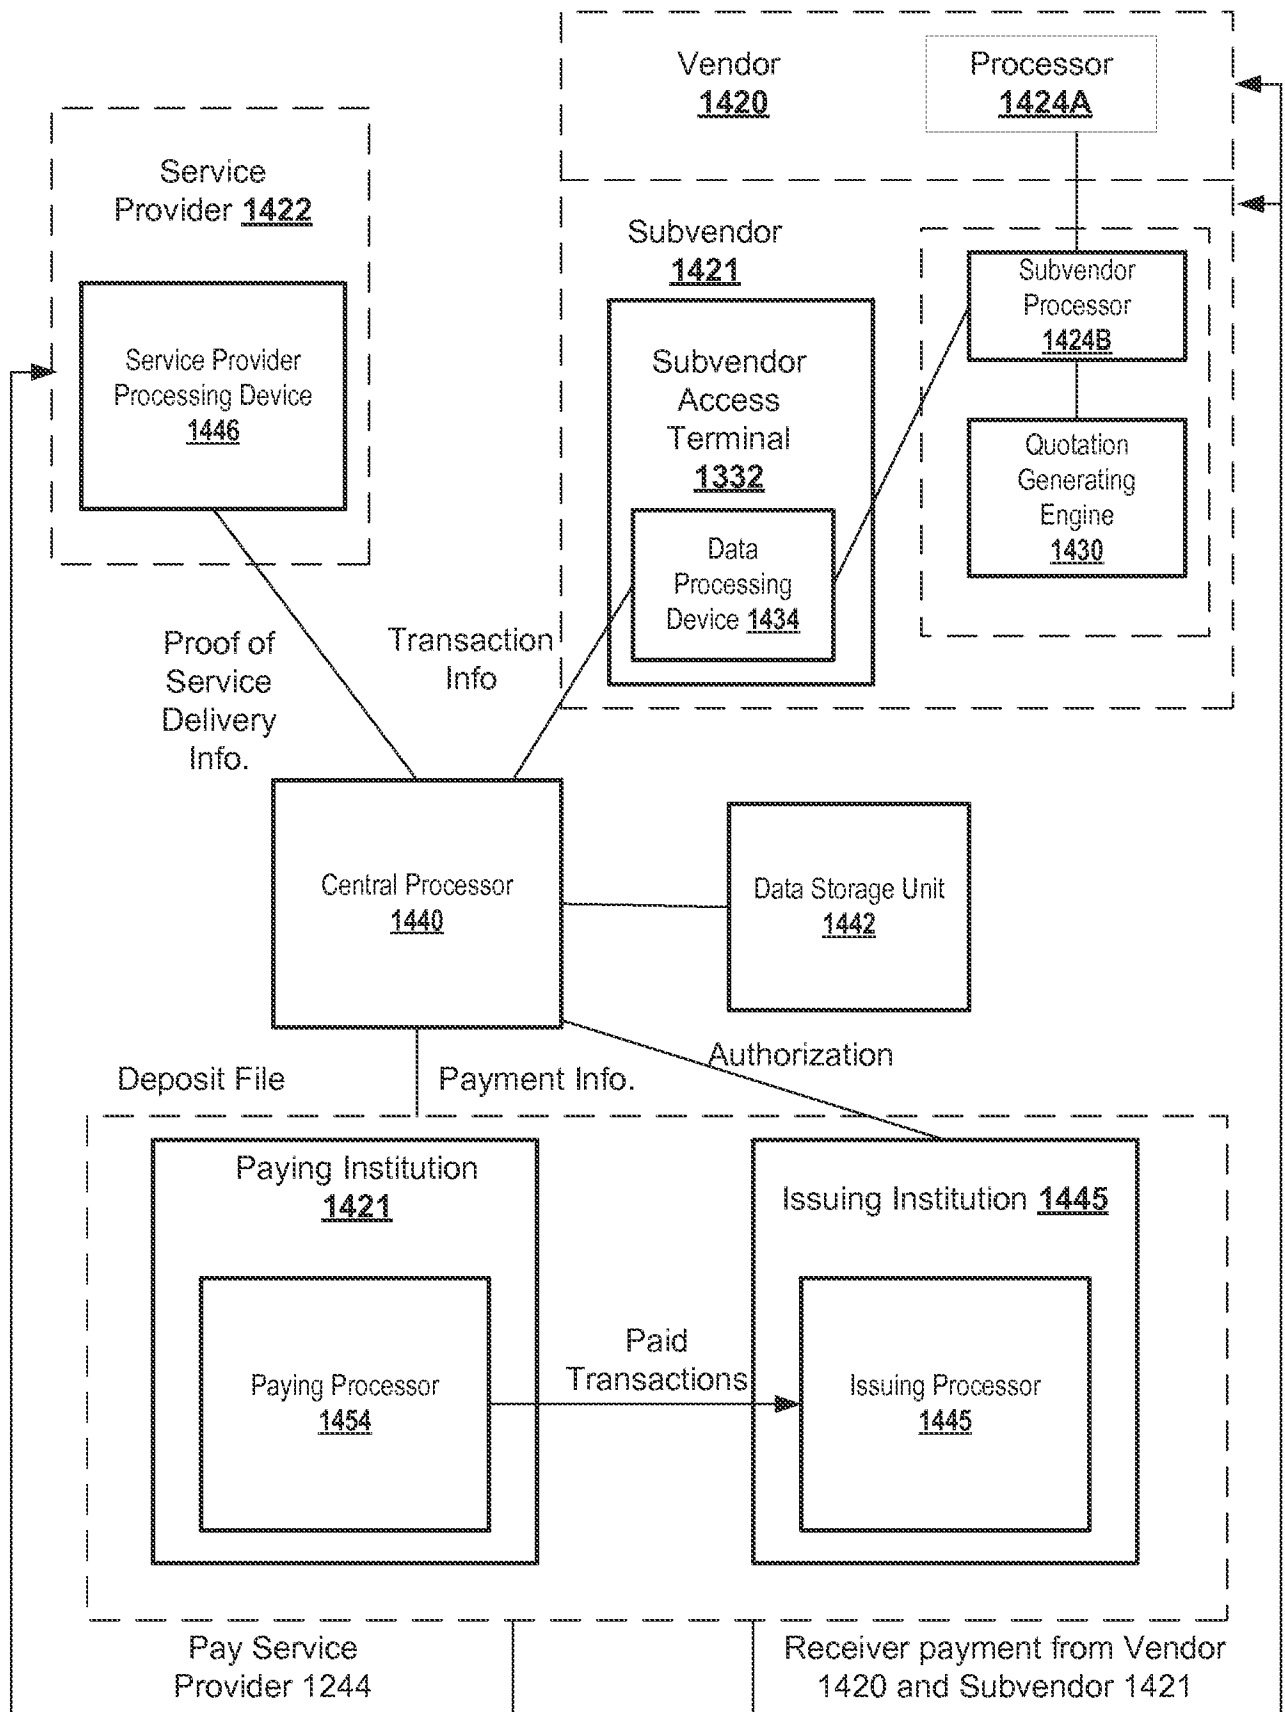 Vendor
1420
Processor
1424A
Service
Provider 1422
Subvendor
1421
Subvendor
Processor
1424B
Service Provider
Processing Device
1446
Subvendor
Access
Terminal
1332
Quotation
Generating
Engine
1430
Data
Processing
Device 1434
Proof of
Service
Delivery
Info.
Transaction
Info
Central Processor
1440
Data Storage Unit
1442
Authorization
Deposit File
Payment Info.
Paying Institution
1421
Issuing Institution 1445
Paying Processor
1454
Paid
Transactions
Issuing Processor
1445
Pay Service
Provider 1244
Receiver payment from Vendor
1420 and Subvendor 1421